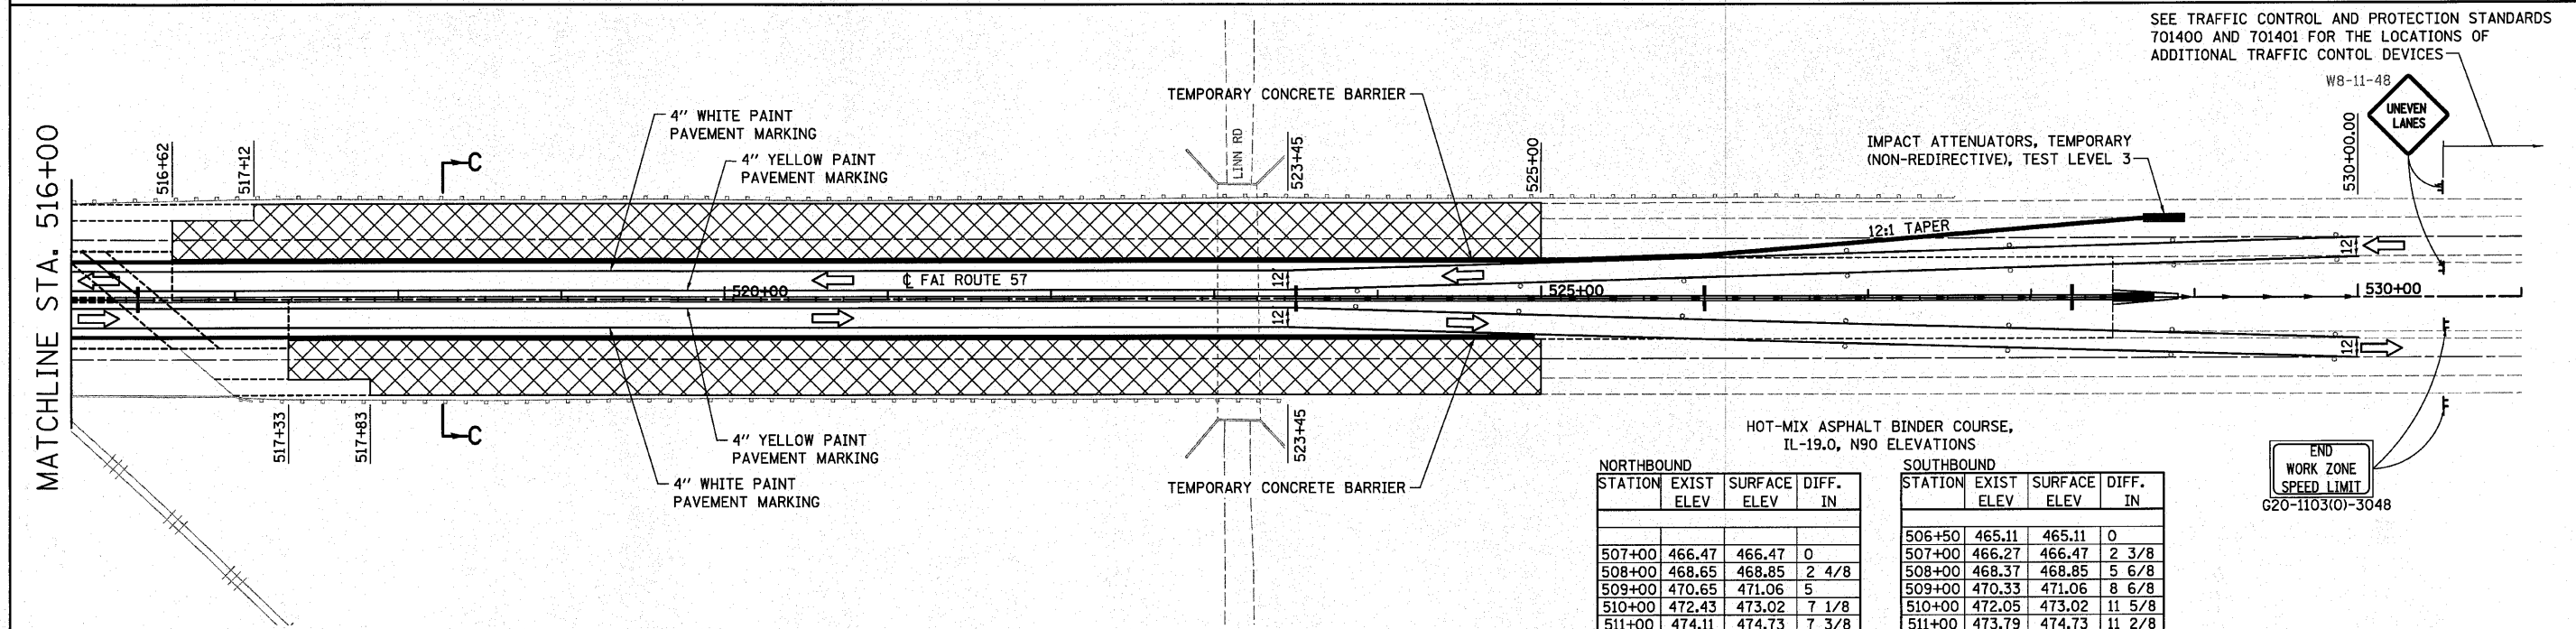 SEE TRAFFIC CONTROL AND PROTECTION STANDARDS
701400 AND 701401 FOR THE LOCATIONS OF
ADDITIONAL TRAFFIC CONTOL DEVICES
W8-11-48
UNEVEN
LANES
TEMPORARY CONCRETE BARRIER
4" WHITE PAINT
PAVEMENT MARKING
4" YELLOW PAINT
PAVEMENT MARKING
IMPACT ATTENUATORS, TEMPORARY
(NON-REDIRECTIVE), TEST LEVEL 3
MATCHLINE STA. 516+00
516+62
517+12
C
LINN RD
523+45
525+00
530+00.00
12:1 TAPER
12'
12'
℄ FAI ROUTE 57
520+00
525+00
530+00
12'
12'
517+33
517+83
C
523+45
4" YELLOW PAINT
PAVEMENT MARKING
4" WHITE PAINT
PAVEMENT MARKING
TEMPORARY CONCRETE BARRIER
END
WORK ZONE
SPEED LIMIT
G20-1103(0)-3048
HOT-MIX ASPHALT BINDER COURSE,
IL-19.0, N90 ELEVATIONS
NORTHBOUND
STATION EXIST ELEV SURFACE ELEV DIFF. IN
507+00 466.47 466.47 0
508+00 468.65 468.85 2 4/8
509+00 470.65 471.06 5
510+00 472.43 473.02 7 1/8
511+00 474.11 474.73 7 3/8
SOUTHBOUND
STATION EXIST ELEV SURFACE ELEV DIFF. IN
506+50 465.11 465.11 0
507+00 466.27 466.47 2 3/8
508+00 468.37 468.85 5 6/8
509+00 470.33 471.06 8 6/8
510+00 472.05 473.02 11 5/8
511+00 473.79 474.73 11 2/8